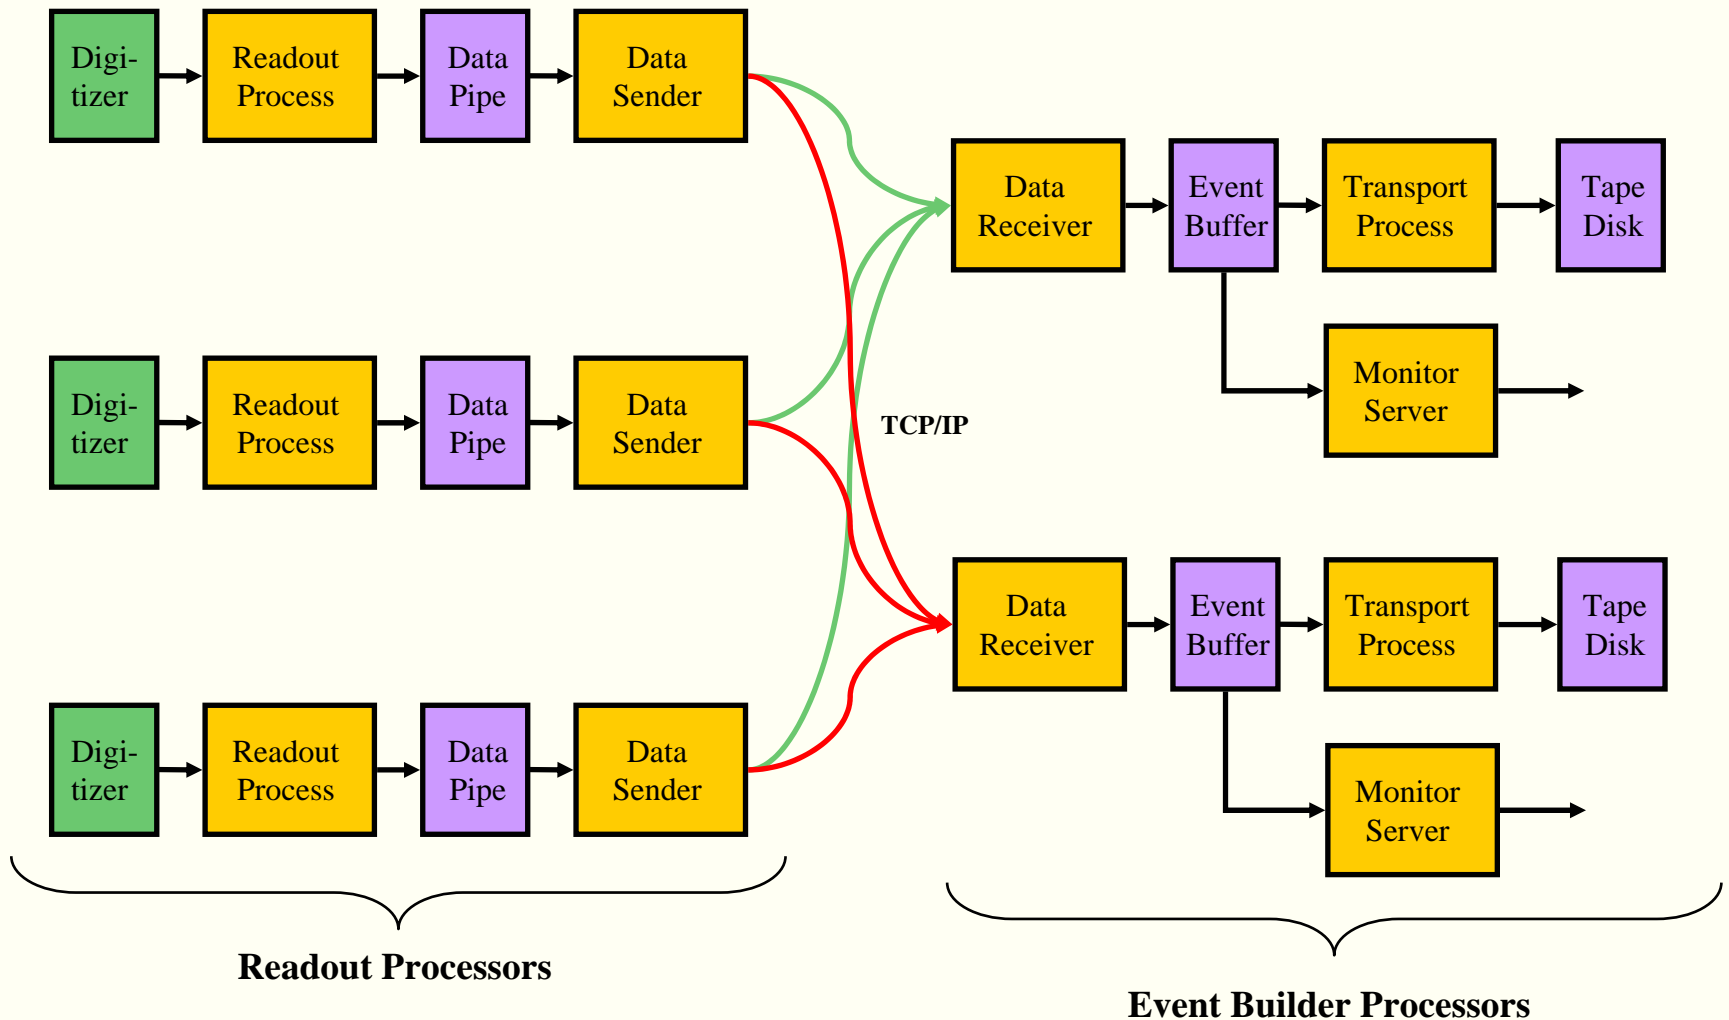 Digi-
tizer
Readout
Process
Data
Pipe
Data
Sender
Data
Receiver
Event
Buffer
Transport
Process
Tape
Disk
Monitor
Server
Digi-
tizer
Readout
Process
Data
Pipe
Data
Sender
TCP/IP
Data
Receiver
Event
Buffer
Transport
Process
Tape
Disk
Monitor
Server
Digi-
tizer
Readout
Process
Data
Pipe
Data
Sender
Readout Processors
Event Builder Processors